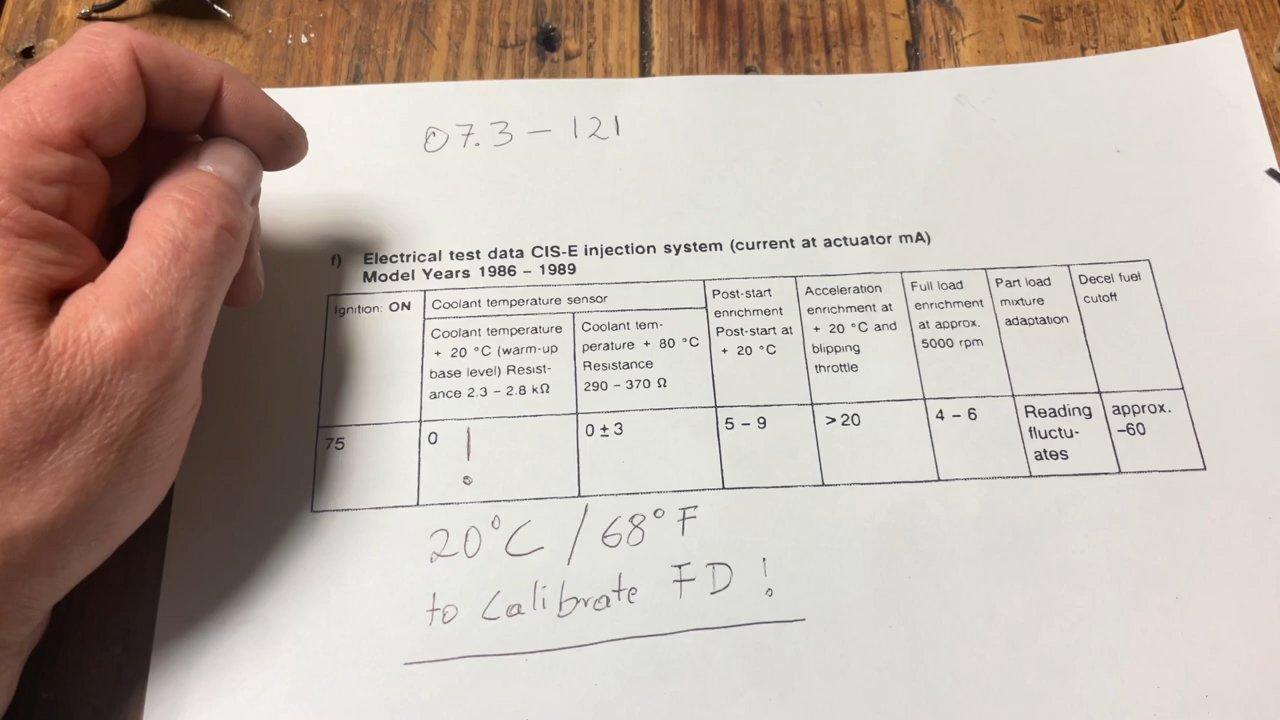 07.3 – 121
f) Electrical test data CIS-E injection system (current at actuator mA)
Model Years 1986 – 1989
Ignition: ON
Coolant temperature sensor
Coolant temperature
+ 20 °C (warm-up
base level) Resist-
ance 2.3 – 2.8 kΩ
Coolant tem-
perature + 80 °C
Resistance
290 – 370 Ω
Post-start
enrichment
Post-start at
+ 20 °C
Acceleration
enrichment at
+ 20 °C and
blipping
throttle
Full load
enrichment
at approx.
5000 rpm
Part load
mixture
adaptation
Decel fuel
cutoff
75
0 !
0 ± 3
5 – 9
>20
4 – 6
Reading
fluctu-
ates
approx.
–60
20°C / 68°F
to calibrate FD !